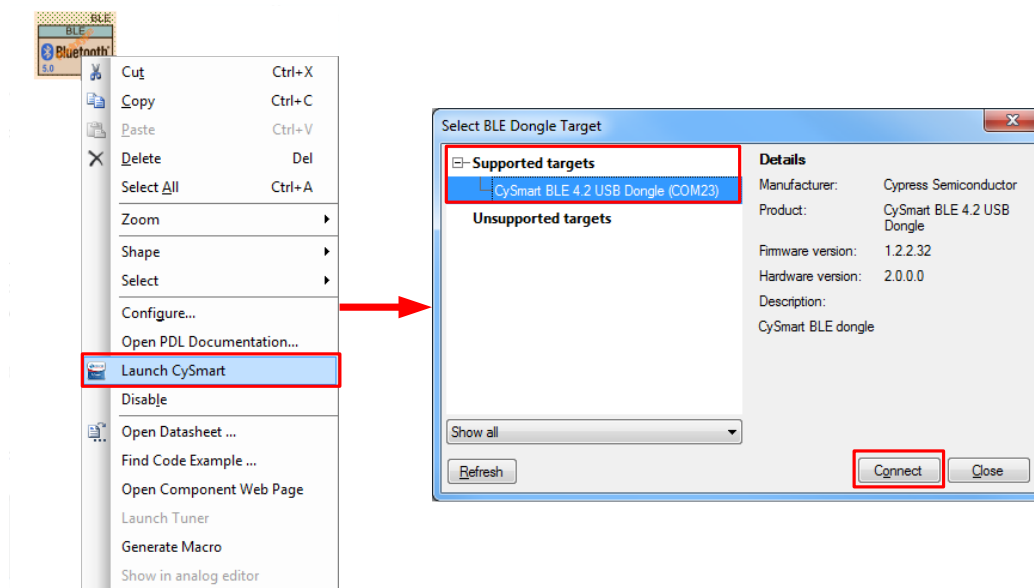 BLE
BLE
Bluetooth
5.0
Cut Ctrl+X
Copy Ctrl+C
Paste Ctrl+V
Delete Del
Select All Ctrl+A
Zoom
Shape
Select
Configure...
Open PDL Documentation...
Launch CySmart
Disable
Open Datasheet ...
Find Code Example ...
Open Component Web Page
Launch Tuner
Generate Macro
Show in analog editor
Select BLE Dongle Target
Supported targets
CySmart BLE 4.2 USB Dongle (COM23)
Unsupported targets
Show all
Refresh
Details
Manufacturer: Cypress Semiconductor
Product: CySmart BLE 4.2 USB
Dongle
Firmware version: 1.2.2.32
Hardware version: 2.0.0.0
Description:
CySmart BLE dongle
Connect
Close